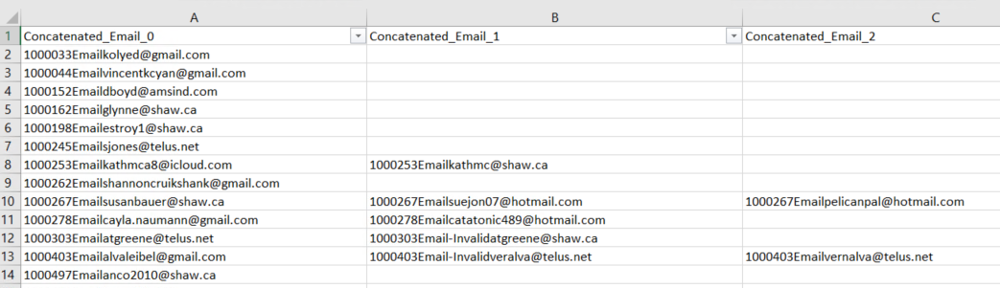 A B C
1 Concatenated_Email_0 Concatenated_Email_1 Concatenated_Email_2
2 1000033Emailkolyed@gmail.com
3 1000044Emailvincentkcyan@gmail.com
4 1000152Emaildboyd@amsind.com
5 1000162Emailglynne@shaw.ca
6 1000198Emailestroy1@shaw.ca
7 1000245Emailsjones@telus.net
8 1000253Emailkathmca8@icloud.com 1000253Emailkathmc@shaw.ca
9 1000262Emailshannoncruikshank@gmail.com
10 1000267Emailsusanbauer@shaw.ca 1000267Emailsuejon07@hotmail.com 1000267Emailpelicanpal@hotmail.com
11 1000278Emailcayla.naumann@gmail.com 1000278Emailcatatonic489@hotmail.com
12 1000303Emailatgreene@telus.net 1000303Email-Invalidatgreene@shaw.ca
13 1000403Emailalvaleibel@gmail.com 1000403Email-Invalidveralva@telus.net 1000403Emailvernalva@telus.net
14 1000497Emailanco2010@shaw.ca